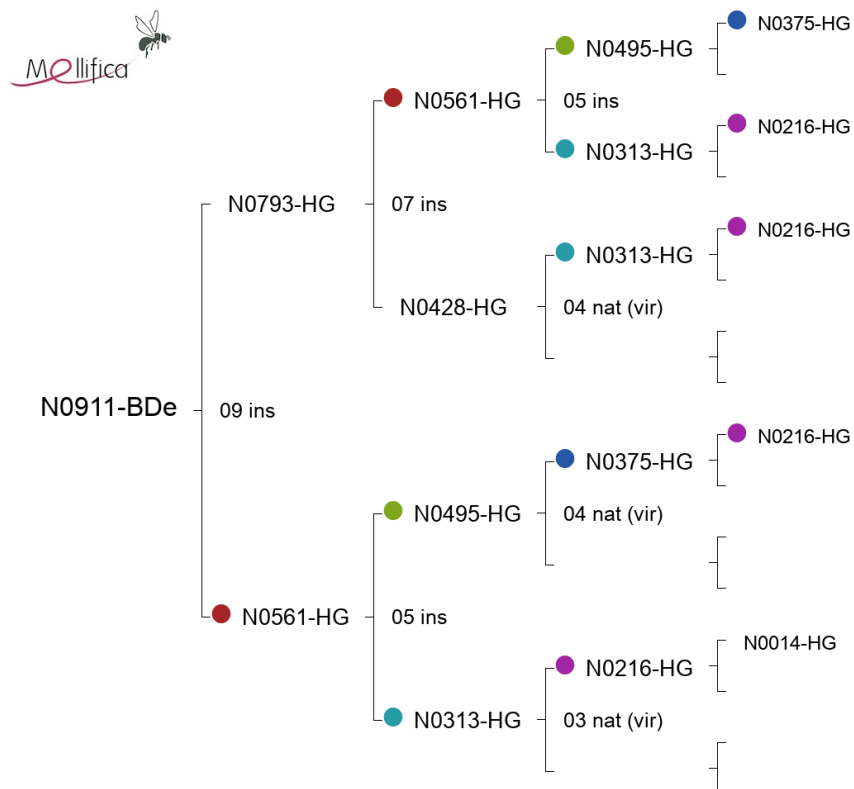 Mellifica
N0375-HG
N0495-HG
N0561-HG
05 ins
N0216-HG
N0313-HG
N0793-HG
07 ins
N0216-HG
N0313-HG
N0428-HG
04 nat (vir)
N0911-BDe
09 ins
N0216-HG
N0375-HG
N0495-HG
04 nat (vir)
N0561-HG
05 ins
N0014-HG
N0216-HG
N0313-HG
03 nat (vir)